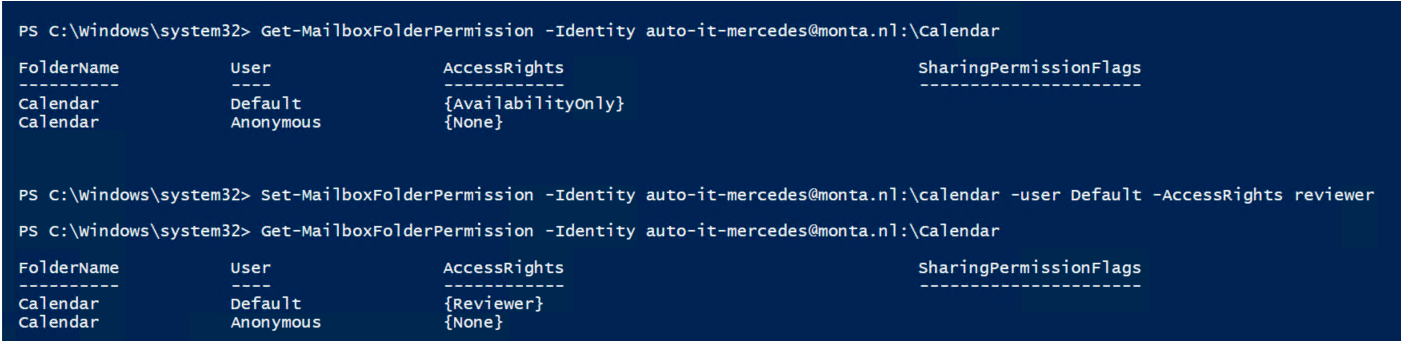 PS C:\Windows\system32> Get-MailboxFolderPermission -Identity auto-it-mercedes@monta.nl:\Calendar
FolderName User AccessRights SharingPermissionFlags
---------- ---- ------------ ----------------------
Calendar Default {AvailabilityOnly}
Calendar Anonymous {None}
PS C:\Windows\system32> Set-MailboxFolderPermission -Identity auto-it-mercedes@monta.nl:\calendar -user Default -AccessRights reviewer
PS C:\Windows\system32> Get-MailboxFolderPermission -Identity auto-it-mercedes@monta.nl:\Calendar
FolderName User AccessRights SharingPermissionFlags
---------- ---- ------------ ----------------------
Calendar Default {Reviewer}
Calendar Anonymous {None}